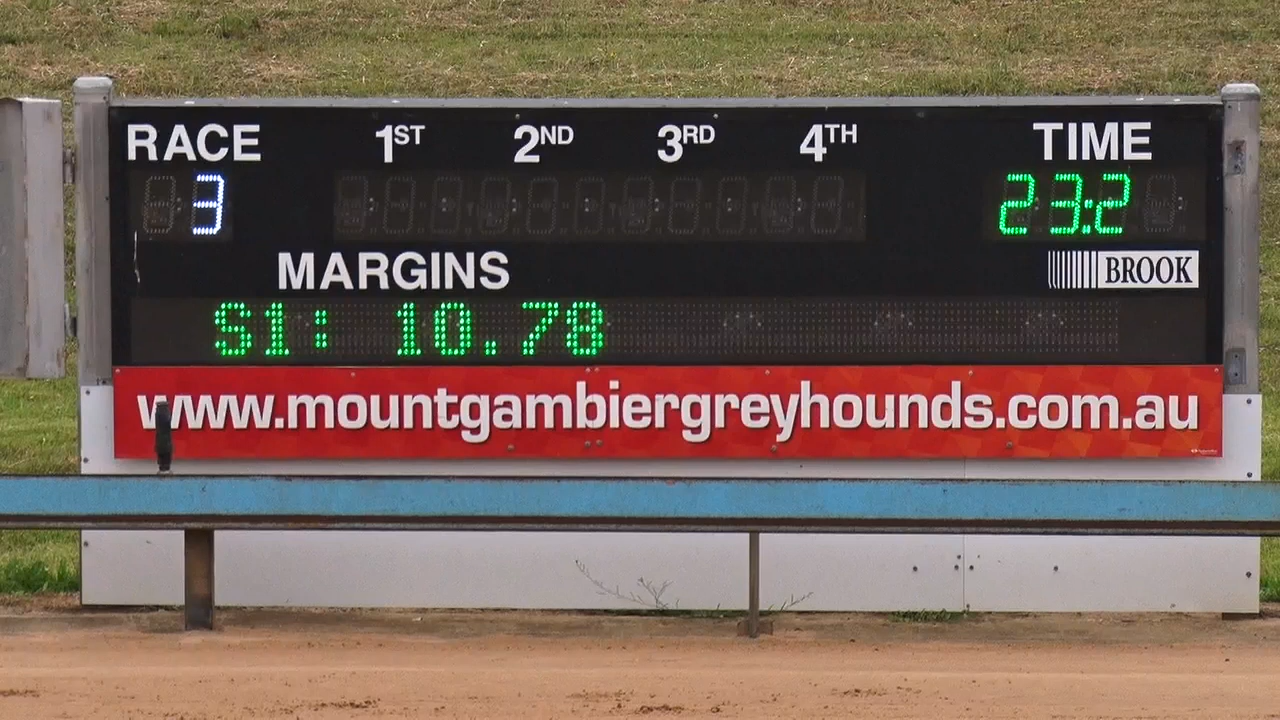 RACE 1ST 2ND 3RD 4TH TIME
3 23:2
MARGINS BROOK
S1: 10.78
www.mountgambiergreyhounds.com.au